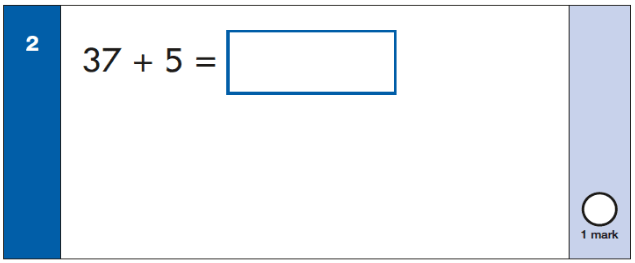 2
37 + 5 =
1 mark